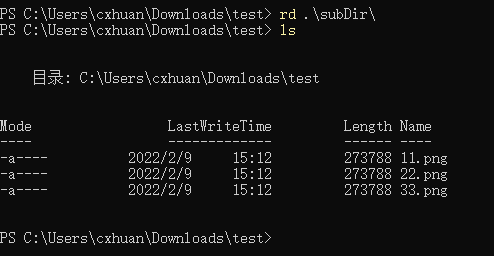 PS C:\Users\cxhuan\Downloads\test> rd .\subDir\
PS C:\Users\cxhuan\Downloads\test> ls
目录: C:\Users\cxhuan\Downloads\test
Mode LastWriteTime Length Name
---- ------------- ------ ----
-a---- 2022/2/9 15:12 273788 11.png
-a---- 2022/2/9 15:12 273788 22.png
-a---- 2022/2/9 15:12 273788 33.png
PS C:\Users\cxhuan\Downloads\test>